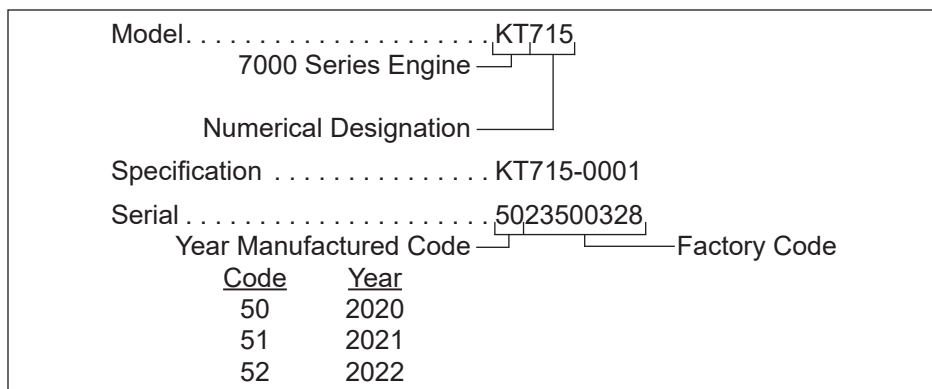 Model. . . . . . . . . . . . . . . . . . . . . KT715
7000 Series Engine
Numerical Designation
Specification . . . . . . . . . . . . . . . KT715-0001
Serial . . . . . . . . . . . . . . . . . . . . . 5023500328
Year Manufactured Code Factory Code
Code Year
50 2020
51 2021
52 2022